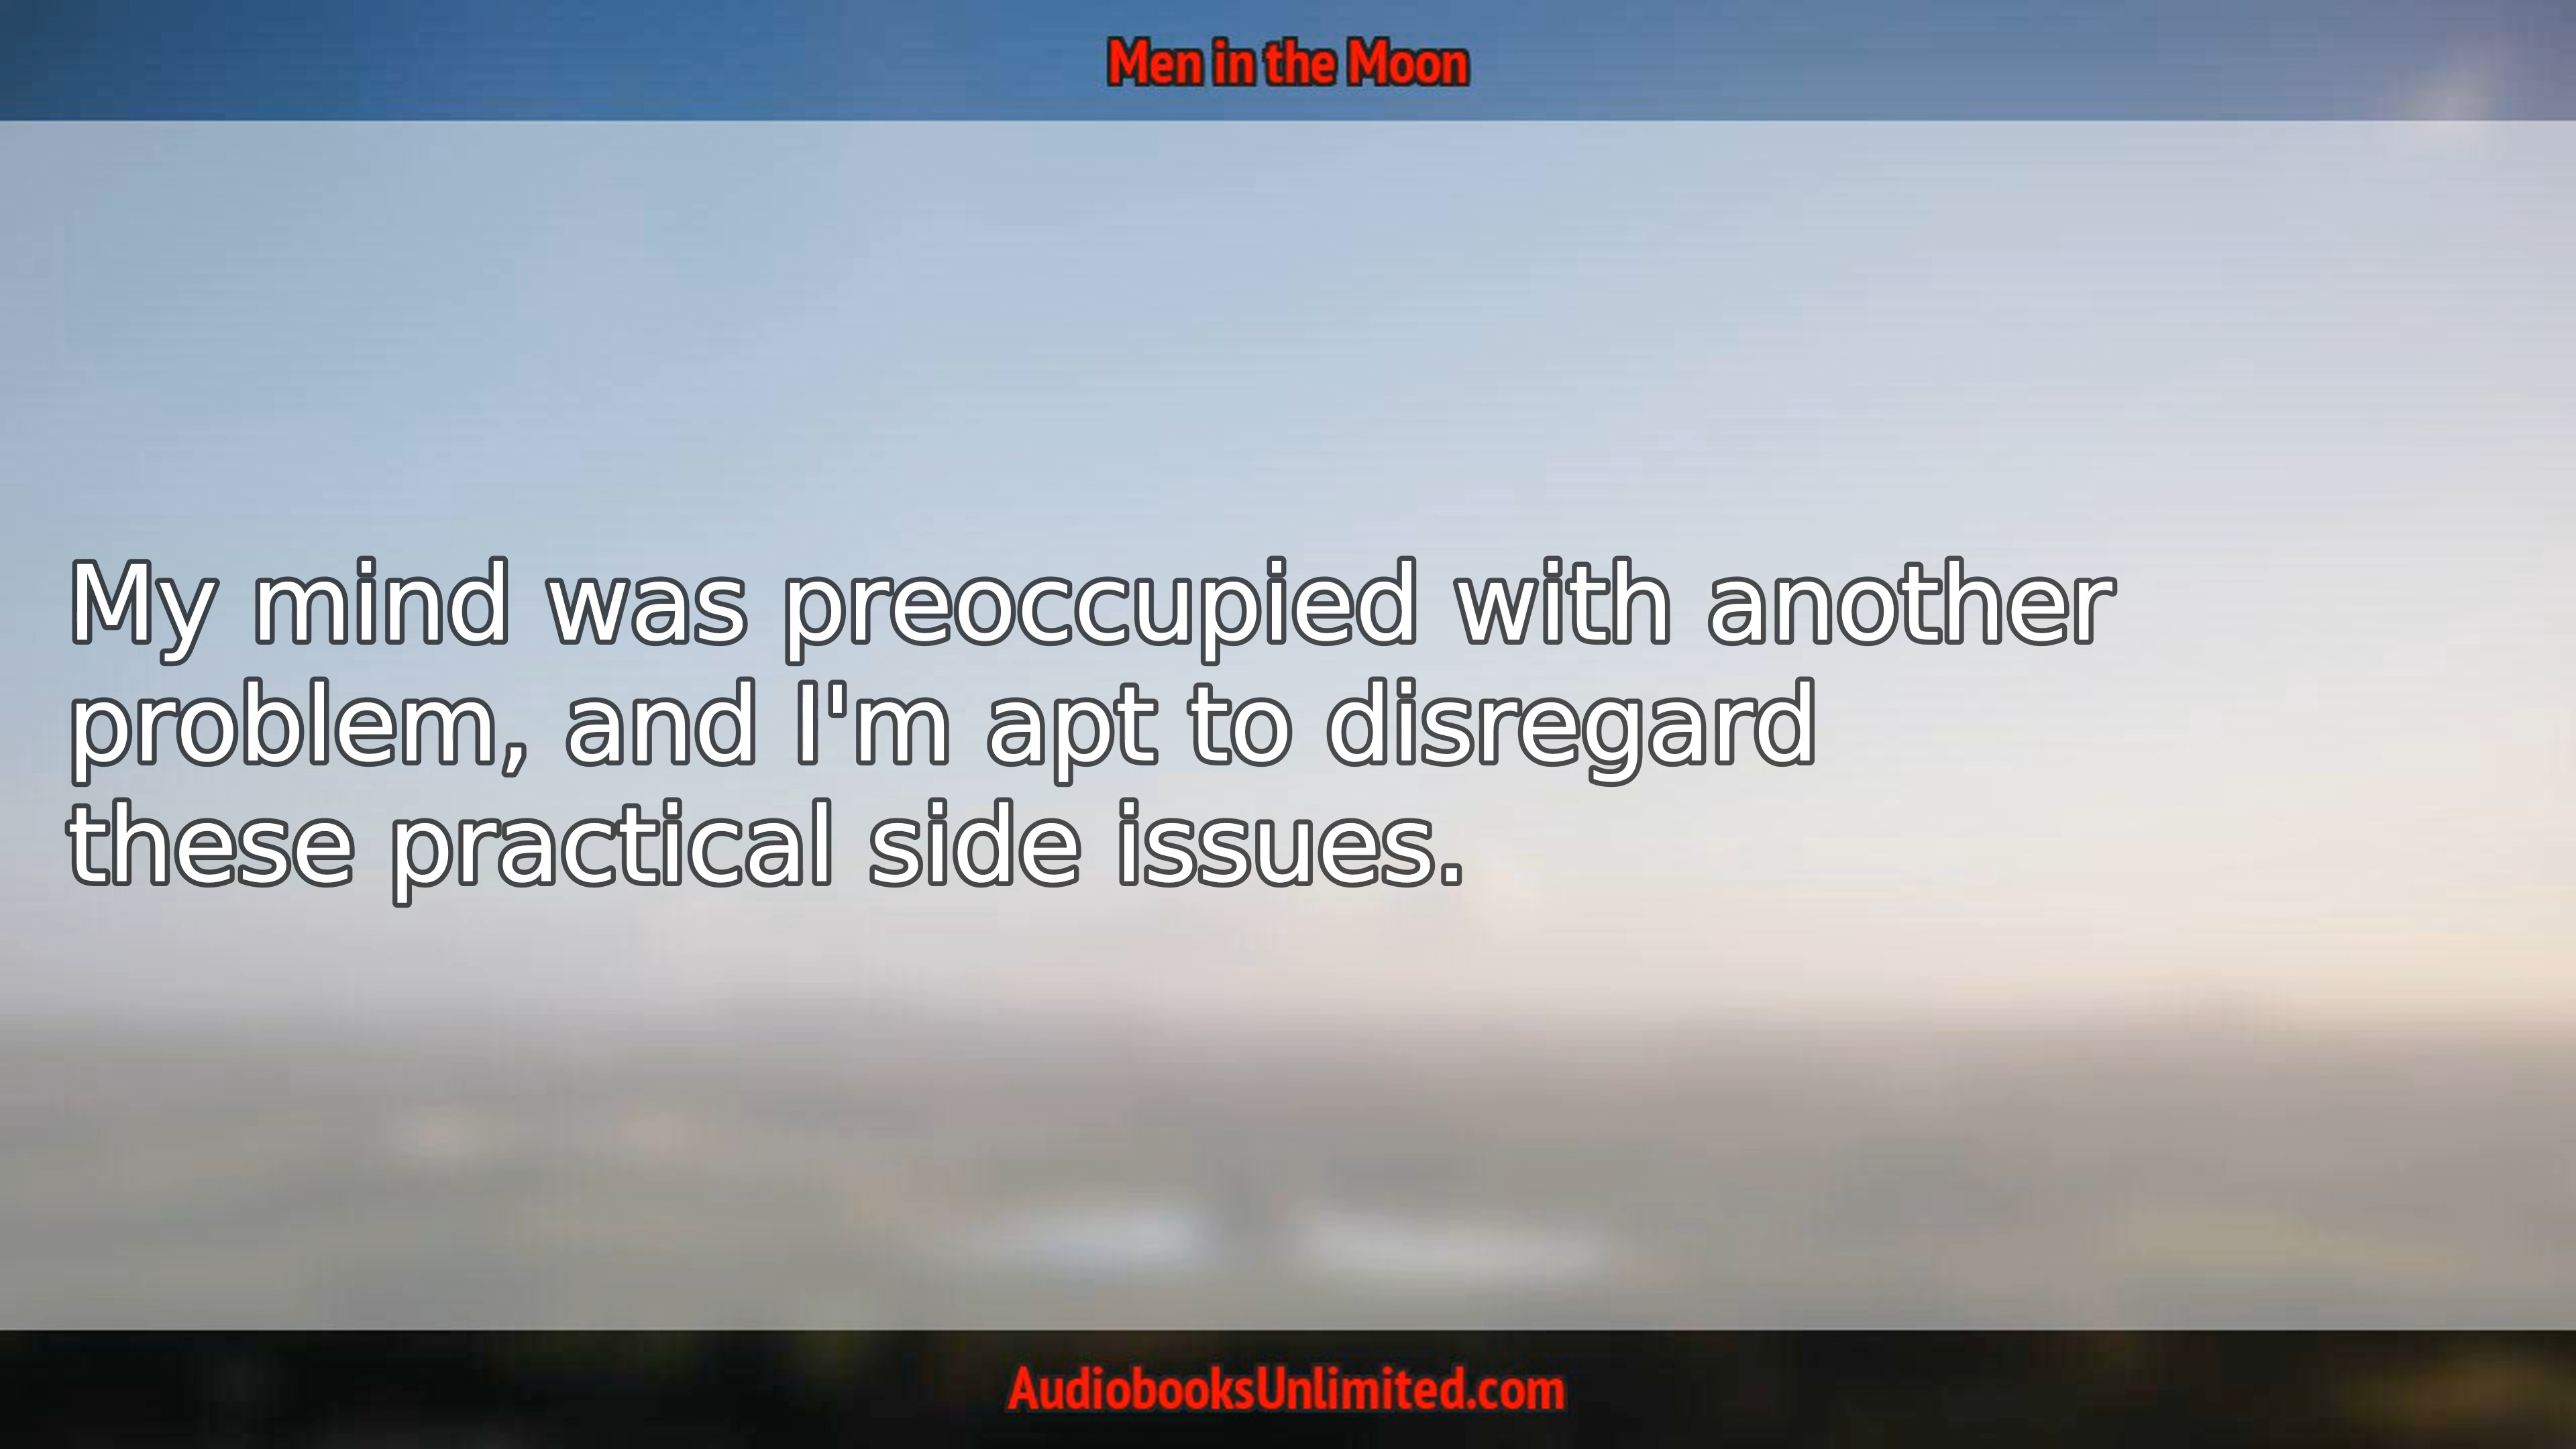 Men in the Moon
My mind was preoccupied with another
problem, and I'm apt to disregard
these practical side issues.
AudiobooksUnlimited.com